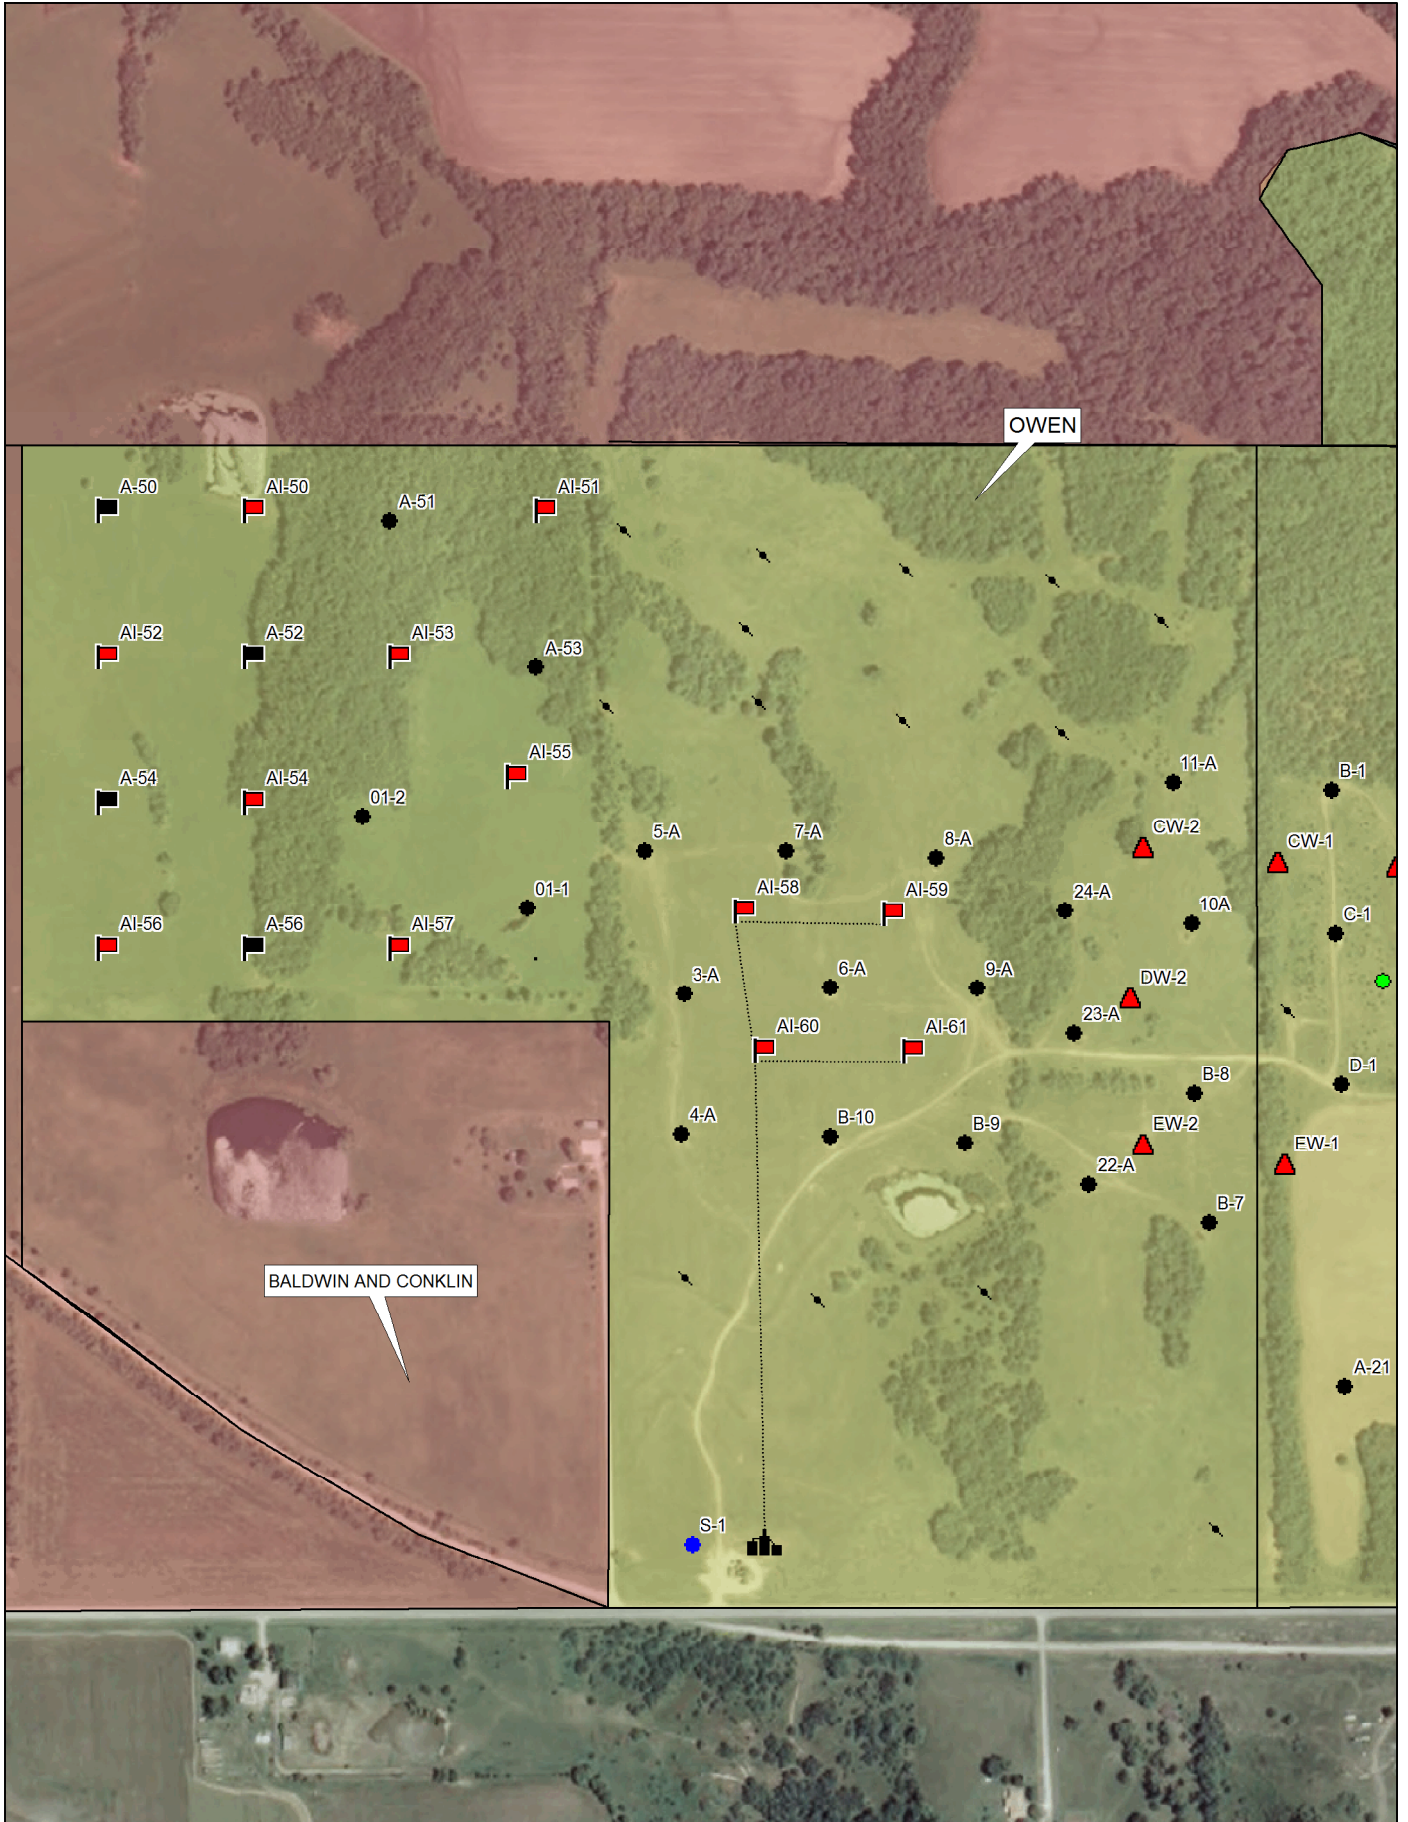 OWEN
A-50
AI-50
A-51
AI-51
AI-52
A-52
AI-53
A-53
AI-55
A-54
AI-54
01-2
11-A
B-1
5-A
7-A
8-A
CW-2
CW-1
AI-58
AI-59
24-A
10A
C-1
01-1
AI-56
A-56
AI-57
3-A
6-A
9-A
DW-2
23-A
AI-60
AI-61
B-8
D-1
4-A
B-10
B-9
EW-2
EW-1
22-A
B-7
BALDWIN AND CONKLIN
A-21
S-1